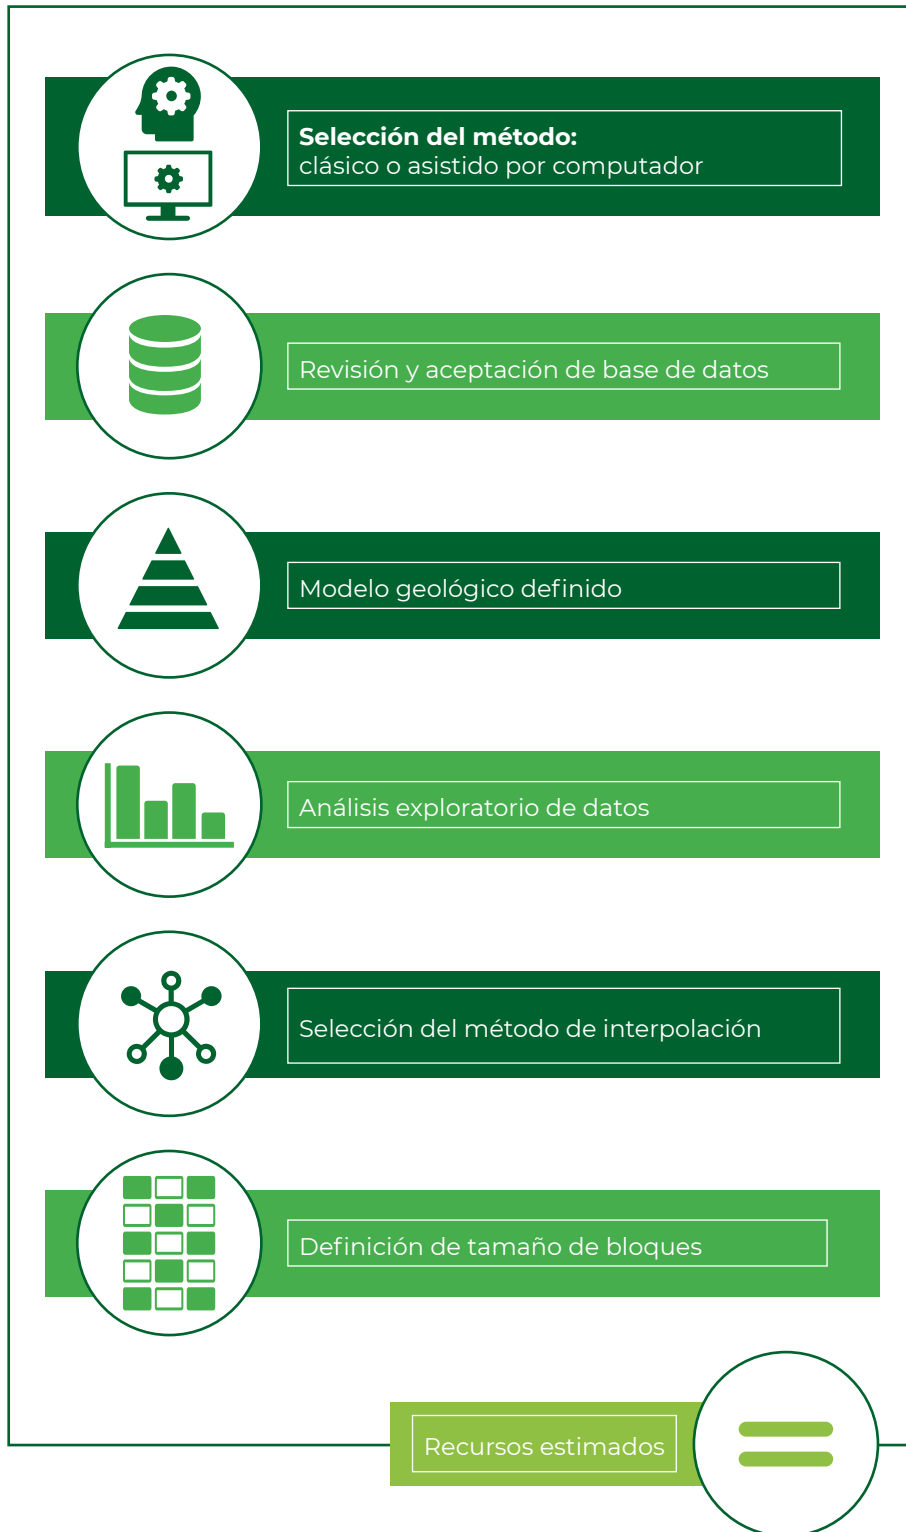 Selección del método:
clásico o asistido por computador
Revisión y aceptación de base de datos
Modelo geológico definido
Análisis exploratorio de datos
Selección del método de interpolación
Definición de tamaño de bloques
Recursos estimados